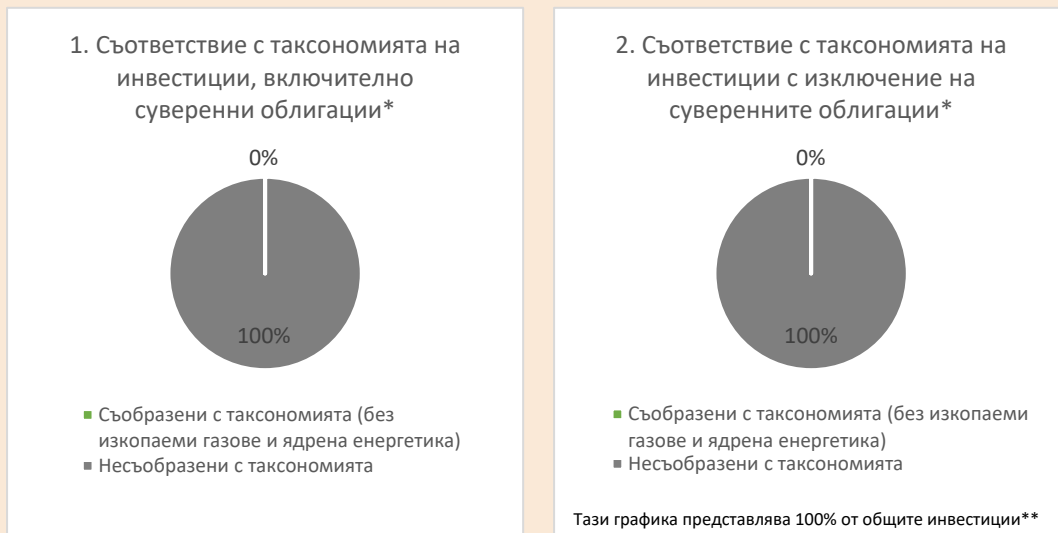 1. Съответствие с таксономията на
инвестиции, включително
суверенни облигации*
0%
100%
Съобразени с таксономията (без
изкопаеми газове и ядрена енергетика)
Несъобразени с таксономията
2. Съответствие с таксономията на
инвестиции с изключение на
суверенните облигации*
0%
100%
Съобразени с таксономията (без изкопаеми
газове и ядрена енергетика)
Несъобразени с таксономията
Тази графика представлява 100% от общите инвестиции**